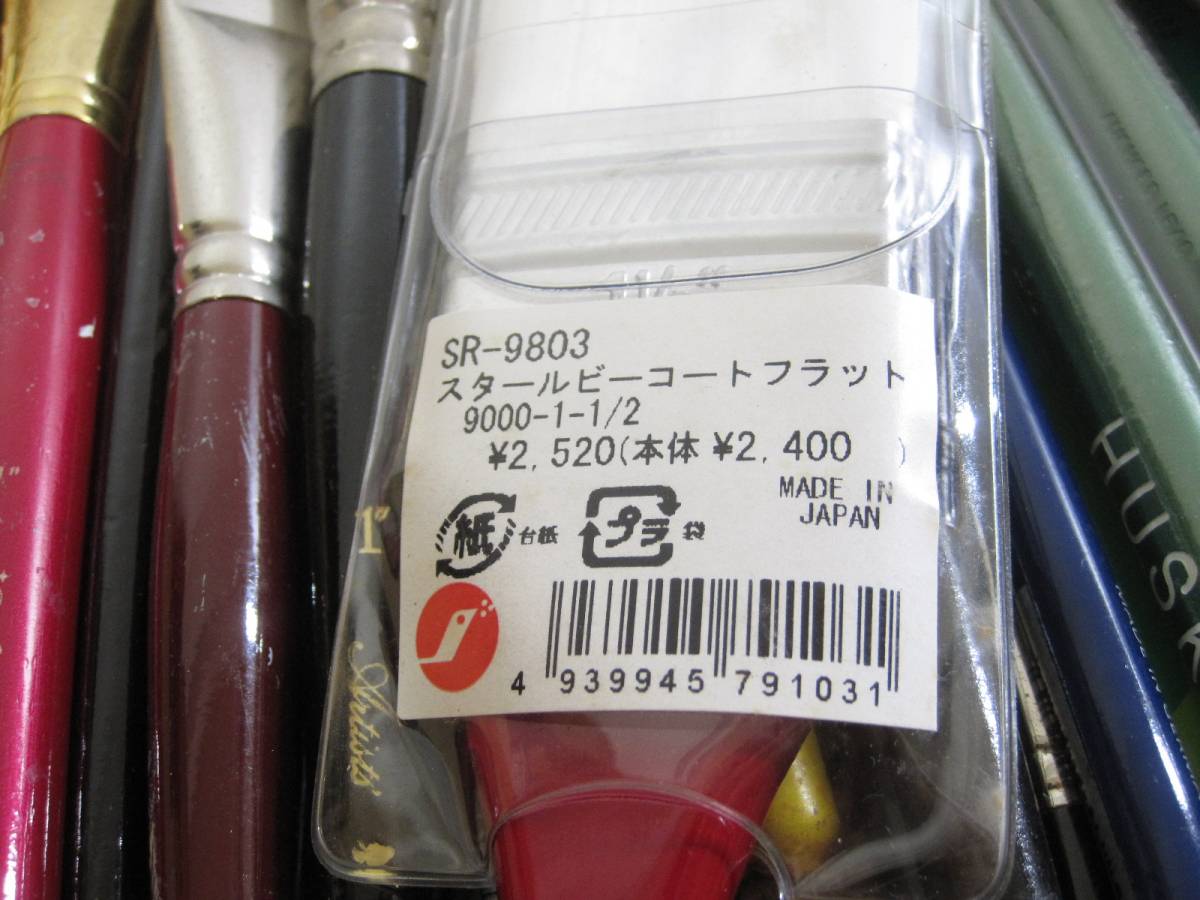 SR-9803
スタールビーコートフラット
9000-1-1/2
¥2,520(本体 ¥2,400 )
MADE IN
JAPAN
紙 台紙 プラ 袋
4 939945 791031
1"
Artists'
HUSK